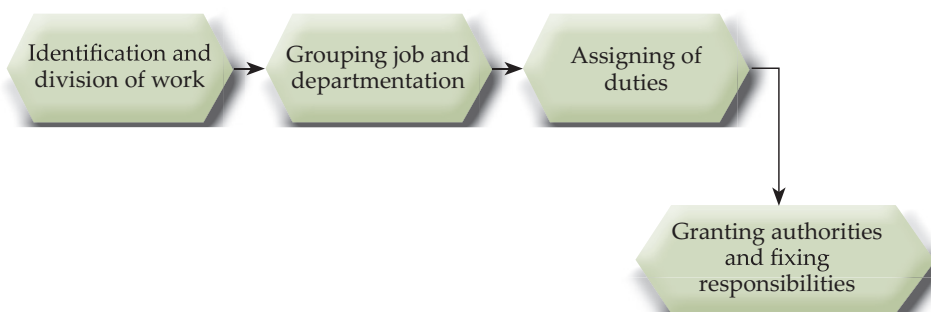 Identification and
division of work
Grouping job and
departmentation
Assigning of
duties
Granting authorities
and fixing
responsibilities